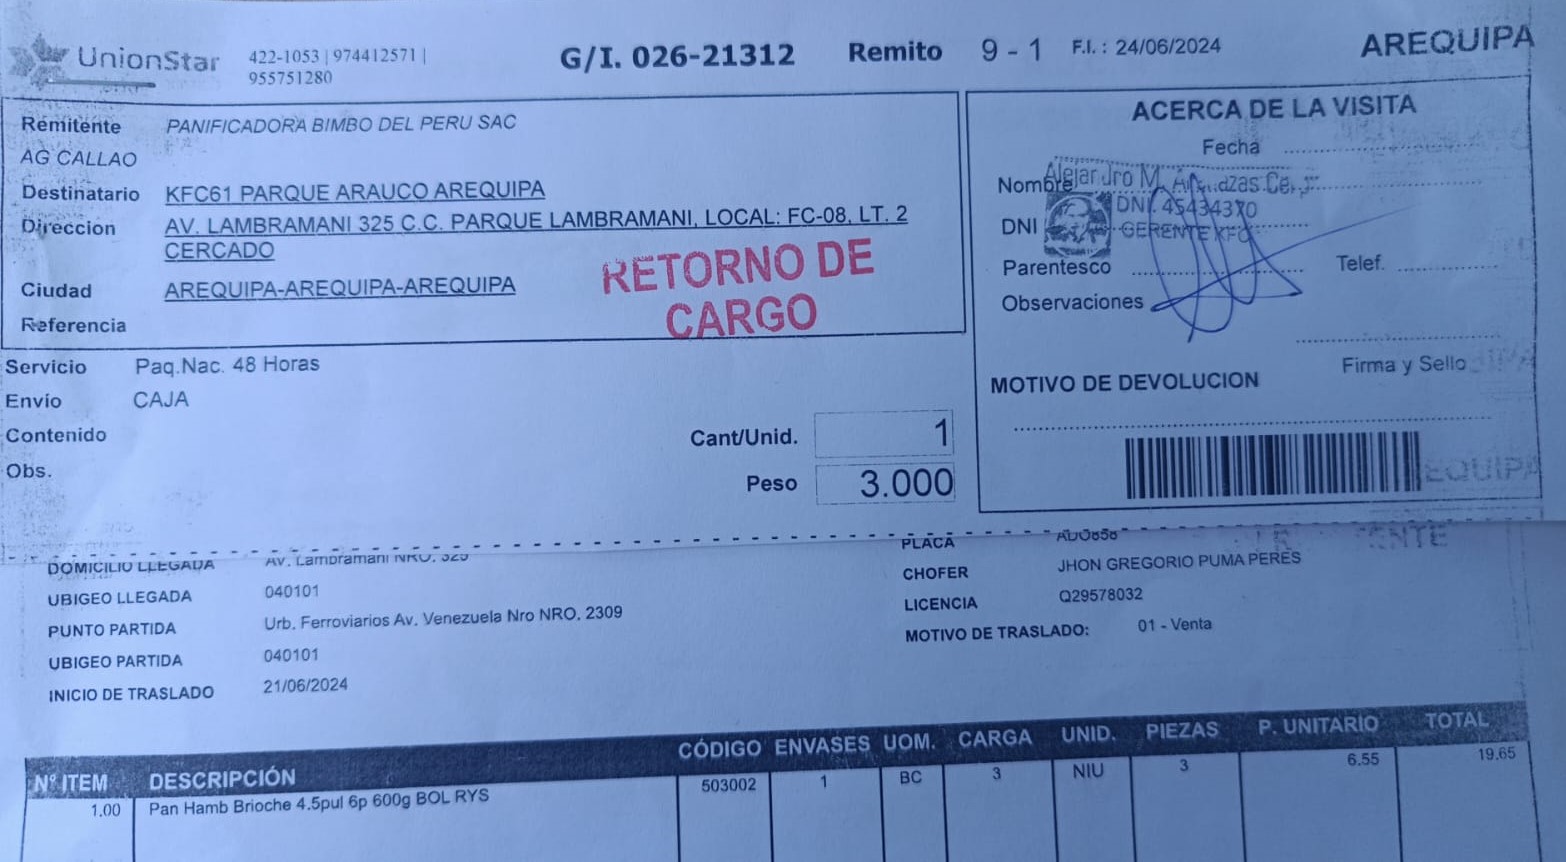 UnionStar
422-1053 | 974412571 |
955751280
G/I. 026-21312 Remito 9 - 1 F.I. : 24/06/2024 AREQUIPA
Remitente PANIFICADORA BIMBO DEL PERU SAC
AG CALLAO
Destinatario KFC61 PARQUE ARAUCO AREQUIPA
Direccion AV. LAMBRAMANI 325 C.C. PARQUE LAMBRAMANI, LOCAL: FC-08, LT. 2
CERCADO
Ciudad AREQUIPA-AREQUIPA-AREQUIPA
Referencia
RETORNO DE
CARGO
ACERCA DE LA VISITA
Fecha
Nombre Alejandro M.
DNI DNI. 45434370
GERENTE KFC
Parentesco Telef.
Observaciones
Firma y Sello
MOTIVO DE DEVOLUCION
Servicio Paq.Nac. 48 Horas
Envío CAJA
Contenido
Cant/Unid. 1
Obs.
Peso 3.000
DOMICILIO LLEGADA Av. Lambramani NRO. 325
UBIGEO LLEGADA 040101
PUNTO PARTIDA Urb. Ferroviarios Av. Venezuela Nro NRO. 2309
UBIGEO PARTIDA 040101
INICIO DE TRASLADO 21/06/2024
PLACA
CHOFER JHON GREGORIO PUMA PERES
LICENCIA Q29578032
MOTIVO DE TRASLADO: 01 - Venta
Nº ITEM DESCRIPCIÓN CÓDIGO ENVASES UOM. CARGA UNID. PIEZAS P. UNITARIO TOTAL
1.00 Pan Hamb Brioche 4.5pul 6p 600g BOL RYS 503002 1 BC 3 NIU 3 6.55 19.65